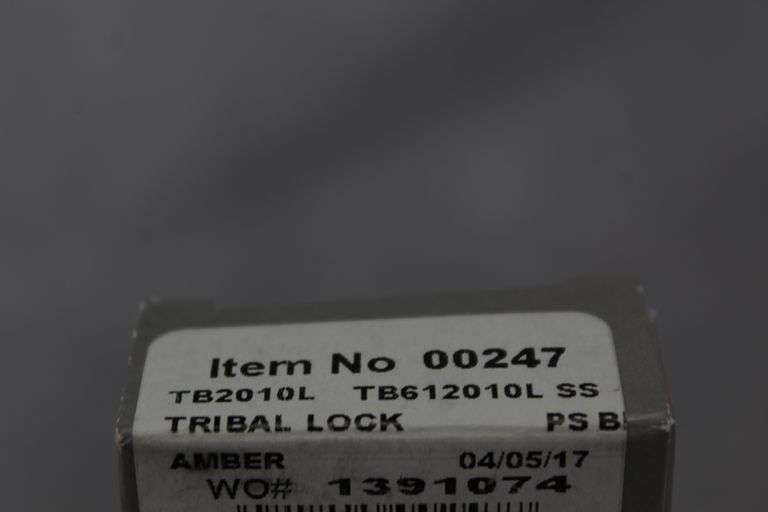 Item No 00247
TB2010L TB612010L SS
TRIBAL LOCK PS
AMBER 04/05/17
WO# 1391074